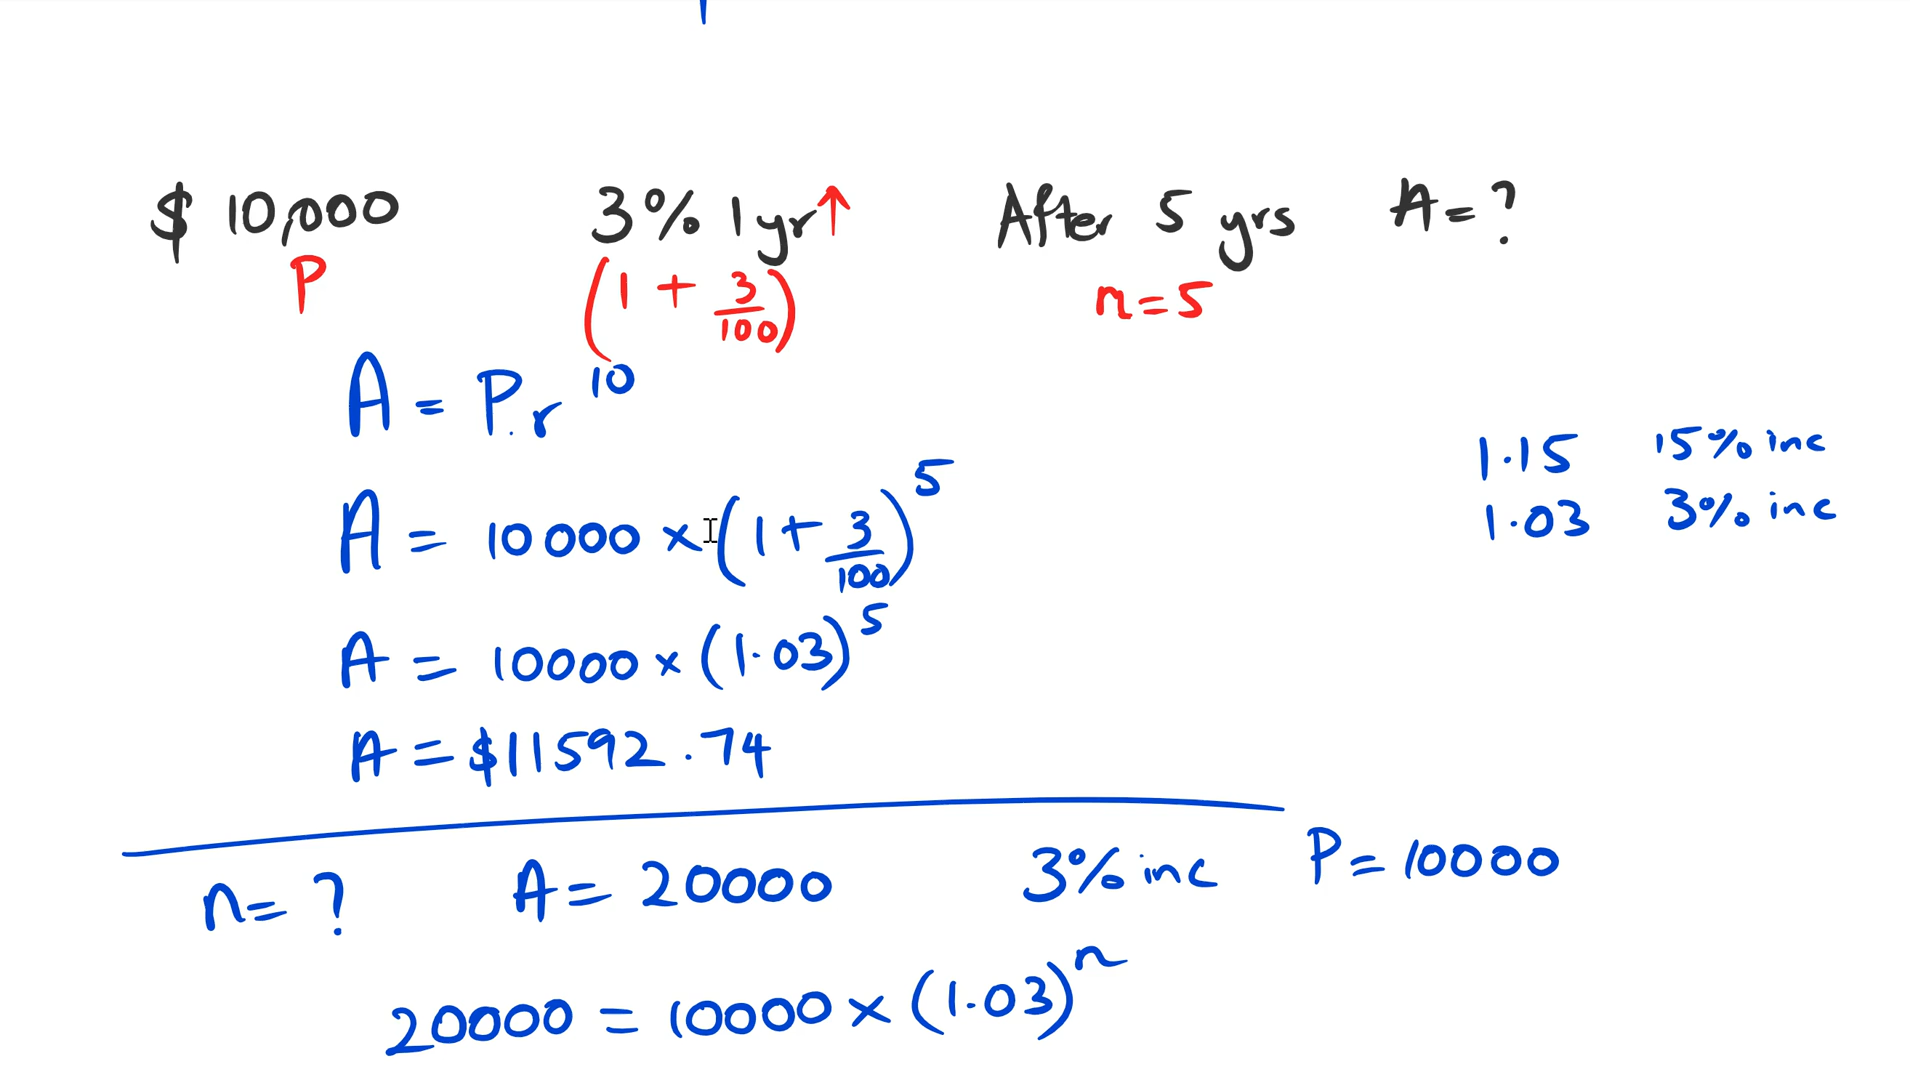 $ 10,000 3% 1yr↑ After 5 yrs A=?
P (1 + 3/100) n=5
A = P.r^10
1.15 15% inc
A = 10000 × (1 + 3/100)^5
1.03 3% inc
A = 10000 × (1.03)^5
A = $11592.74
n=? A= 20000 3% inc P= 10000
20000 = 10000 × (1.03)^n